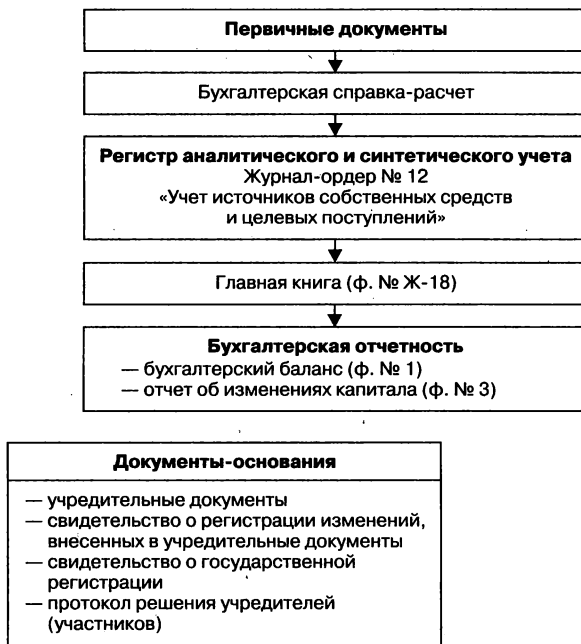 Первичные документы
Бухгалтерская справка-расчет
Регистр аналитического и синтетического учета
Журнал-ордер № 12
«Учет источников собственных средств
и целевых поступлений»
Главная книга (ф. № Ж-18)
Бухгалтерская отчетность
— бухгалтерский баланс (ф. № 1)
— отчет об изменениях капитала (ф. № 3)
Документы-основания
— учредительные документы
— свидетельство о регистрации изменений,
внесенных в учредительные документы
— свидетельство о государственной
регистрации
— протокол решения учредителей
(участников)